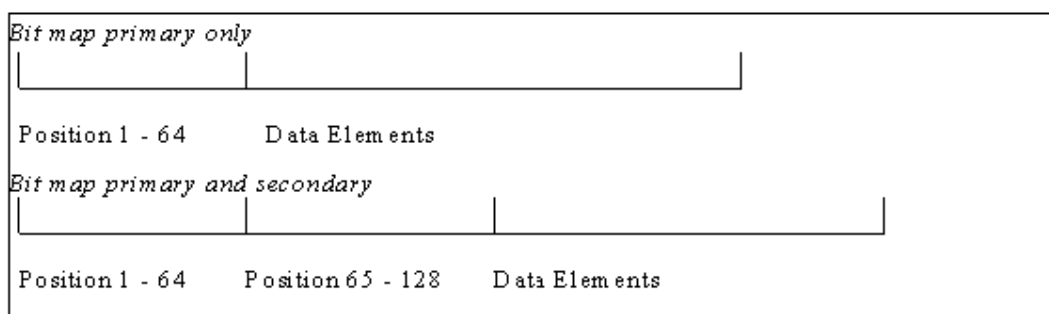 Bit map primary only
Position 1 - 64 Data Elements
Bit map primary and secondary
Position 1 - 64 Position 65 - 128 Data Elements